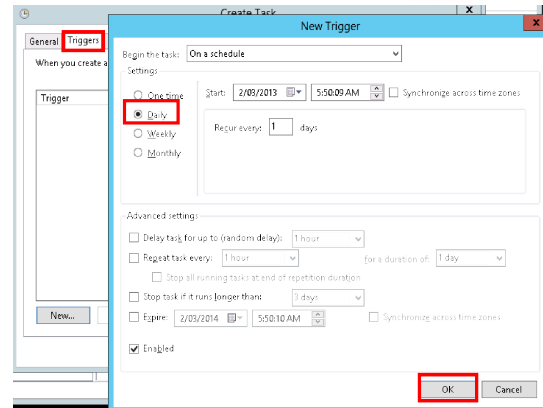 Create Task
x
New Trigger
x
General Triggers
When you create a
Trigger
New...
Begin the task: On a schedule
Settings
One time
Daily
Weekly
Monthly
Start: 2/03/2013 5:50:09 AM Synchronize across time zones
Recur every: 1 days
Advanced settings
Delay task for up to (random delay): 1 hour
Repeat task every: 1 hour for a duration of: 1 day
Stop all running tasks at end of repetition duration
Stop task if it runs longer than: 3 days
Expire: 2/03/2014 5:50:10 AM Synchronize across time zones
Enabled
OK Cancel